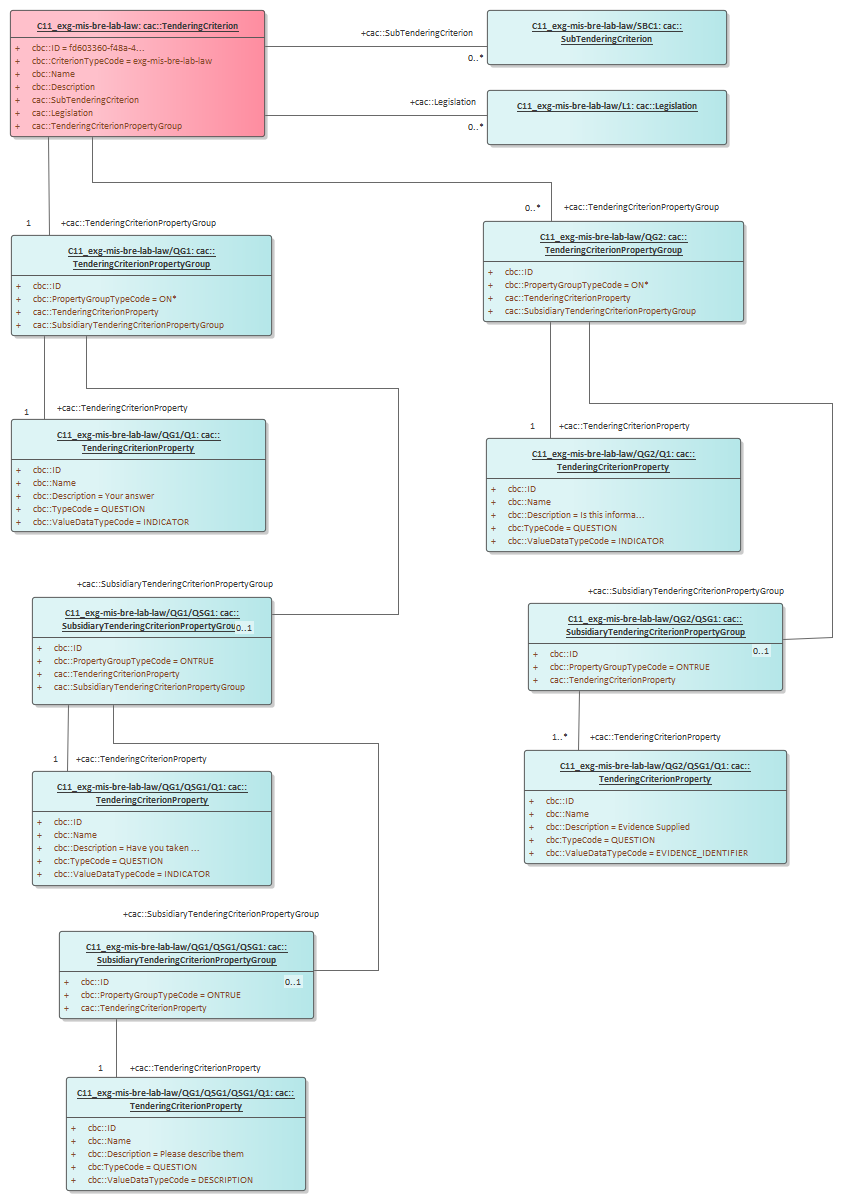 C11_exg-mis-bre-lab-law: cac::TenderingCriterion
+ cbc::ID = fd603360-f48a-4...
+ cbc::CriterionTypeCode = exg-mis-bre-lab-law
+ cbc::Name
+ cbc::Description
+ cac::SubTenderingCriterion
+ cac::Legislation
+ cac::TenderingCriterionPropertyGroup
+cac::SubTenderingCriterion
0..*
C11_exg-mis-bre-lab-law/SBC1: cac::
SubTenderingCriterion
+cac::Legislation
0..*
C11_exg-mis-bre-lab-law/L1: cac::Legislation
1 +cac::TenderingCriterionPropertyGroup
C11_exg-mis-bre-lab-law/QG1: cac::
TenderingCriterionPropertyGroup
+ cbc::ID
+ cbc::PropertyGroupTypeCode = ON*
+ cac::TenderingCriterionProperty
+ cac::SubsidiaryTenderingCriterionPropertyGroup
1 +cac::TenderingCriterionProperty
C11_exg-mis-bre-lab-law/QG1/Q1: cac::
TenderingCriterionProperty
+ cbc::ID
+ cbc::Name
+ cbc::Description = Your answer
+ cbc::TypeCode = QUESTION
+ cbc::ValueDataTypeCode = INDICATOR
+cac::SubsidiaryTenderingCriterionPropertyGroup
C11_exg-mis-bre-lab-law/QG1/QSG1: cac::
SubsidiaryTenderingCriterionPropertyGrou
0..1
+ cbc::ID
+ cbc::PropertyGroupTypeCode = ONTRUE
+ cac::TenderingCriterionProperty
+ cac::SubsidiaryTenderingCriterionPropertyGroup
1 +cac::TenderingCriterionProperty
C11_exg-mis-bre-lab-law/QG1/QSG1/Q1: cac::
TenderingCriterionProperty
+ cbc::ID
+ cbc::Name
+ cbc::Description = Have you taken ...
+ cbc:TypeCode = QUESTION
+ cbc::ValueDataTypeCode = INDICATOR
+cac::SubsidiaryTenderingCriterionPropertyGroup
C11_exg-mis-bre-lab-law/QG1/QSG1/QSG1: cac::
SubsidiaryTenderingCriterionPropertyGroup
0..1
+ cbc::ID
+ cbc::PropertyGroupTypeCode = ONTRUE
+ cac::TenderingCriterionProperty
1 +cac::TenderingCriterionProperty
C11_exg-mis-bre-lab-law/QG1/QSG1/QSG1/Q1: cac::
TenderingCriterionProperty
+ cbc::ID
+ cbc::Name
+ cbc::Description = Please describe them
+ cbc:TypeCode = QUESTION
+ cbc::ValueDataTypeCode = DESCRIPTION
0..* +cac::TenderingCriterionPropertyGroup
C11_exg-mis-bre-lab-law/QG2: cac::
TenderingCriterionPropertyGroup
+ cbc::ID
+ cbc::PropertyGroupTypeCode = ON*
+ cac::TenderingCriterionProperty
+ cac::SubsidiaryTenderingCriterionPropertyGroup
1 +cac::TenderingCriterionProperty
C11_exg-mis-bre-lab-law/QG2/Q1: cac::
TenderingCriterionProperty
+ cbc::ID
+ cbc::Name
+ cbc::Description = Is this informa...
+ cbc:TypeCode = QUESTION
+ cbc::ValueDataTypeCode = INDICATOR
+cac::SubsidiaryTenderingCriterionPropertyGroup
C11_exg-mis-bre-lab-law/QG2/QSG1: cac::
SubsidiaryTenderingCriterionPropertyGroup
0..1
+ cbc::ID
+ cbc::PropertyGroupTypeCode = ONTRUE
+ cac::TenderingCriterionProperty
1..* +cac::TenderingCriterionProperty
C11_exg-mis-bre-lab-law/QG2/QSG1/Q1: cac::
TenderingCriterionProperty
+ cbc::ID
+ cbc::Name
+ cbc::Description = Evidence Supplied
+ cbc:TypeCode = QUESTION
+ cbc::ValueDataTypeCode = EVIDENCE_IDENTIFIER